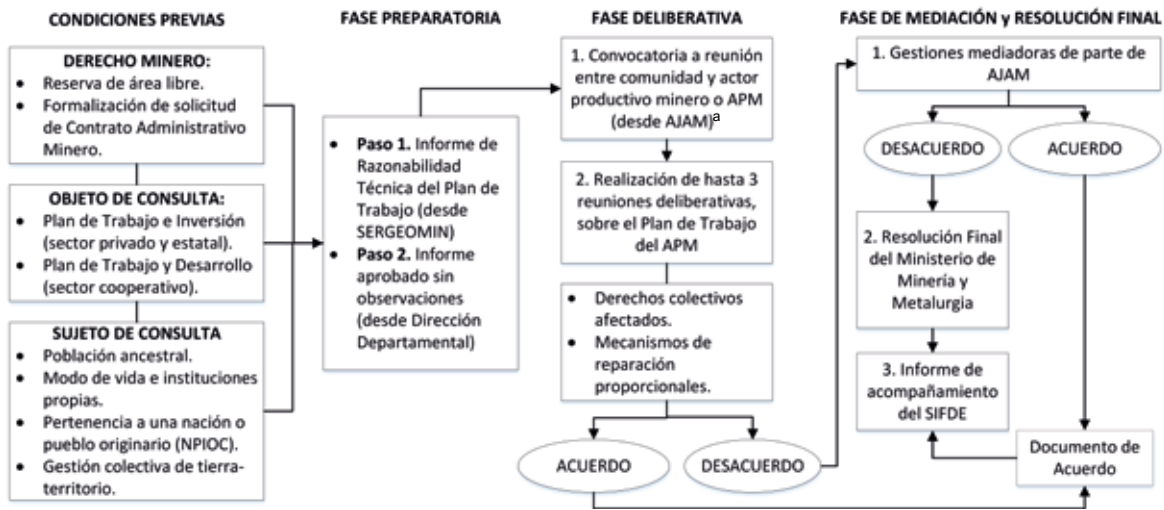 CONDICIONES PREVIAS
DERECHO MINERO:
• Reserva de área libre.
• Formalización de solicitud
de Contrato Administrativo
Minero.
OBJETO DE CONSULTA:
• Plan de Trabajo e Inversión
(sector privado y estatal).
• Plan de Trabajo y Desarrollo
(sector cooperativo).
SUJETO DE CONSULTA
• Población ancestral.
• Modo de vida e instituciones
propias.
• Pertenencia a una nación o
pueblo originario (NPIOC).
• Gestión colectiva de tierra-
territorio.
FASE PREPARATORIA
• Paso 1. Informe de
Razonabilidad
Técnica del Plan de
Trabajo (desde
SERGEOMIN)
• Paso 2. Informe
aprobado sin
observaciones
(desde Dirección
Departamental)
FASE DELIBERATIVA
1. Convocatoria a reunión
entre comunidad y actor
productivo minero o APM
(desde AJAM)a
2. Realización de hasta 3
reuniones deliberativas,
sobre el Plan de Trabajo
del APM
• Derechos colectivos
afectados.
• Mecanismos de
reparación
proporcionales.
ACUERDO
DESACUERDO
FASE DE MEDIACIÓN y RESOLUCIÓN FINAL
1. Gestiones mediadoras de parte de
AJAM
DESACUERDO
ACUERDO
2. Resolución Final
del Ministerio de
Minería y
Metalurgia
3. Informe de
acompañamiento
del SIFDE
Documento de
Acuerdo